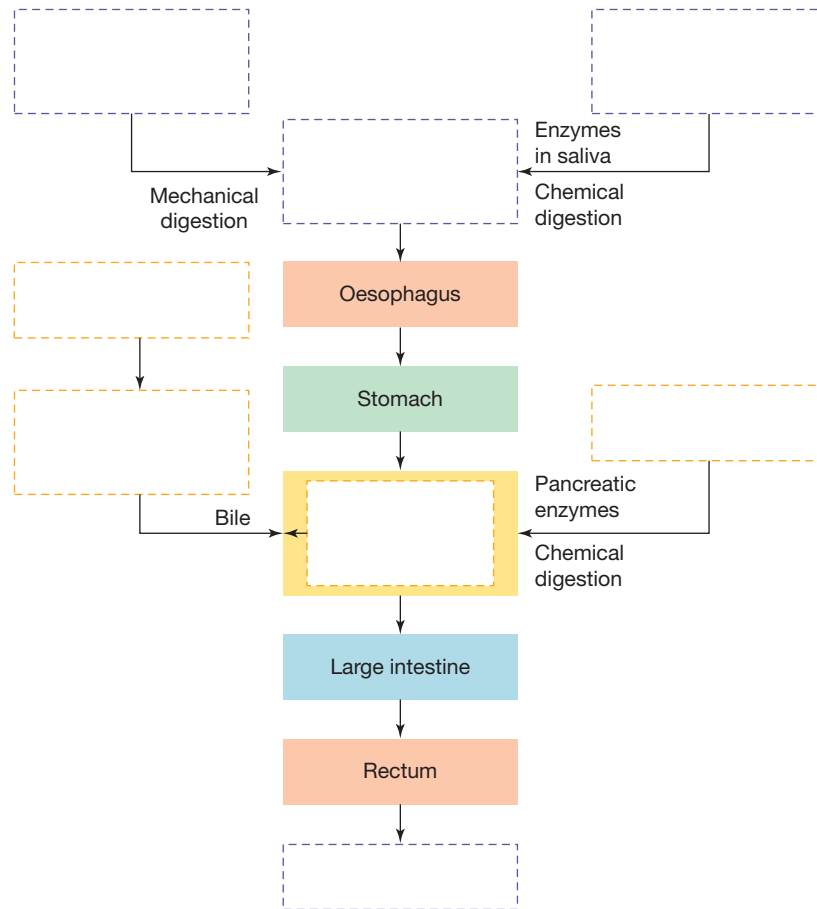 Enzymes
in saliva
Mechanical
digestion
Chemical
digestion
Oesophagus
Stomach
Pancreatic
enzymes
Bile
Chemical
digestion
Large intestine
Rectum